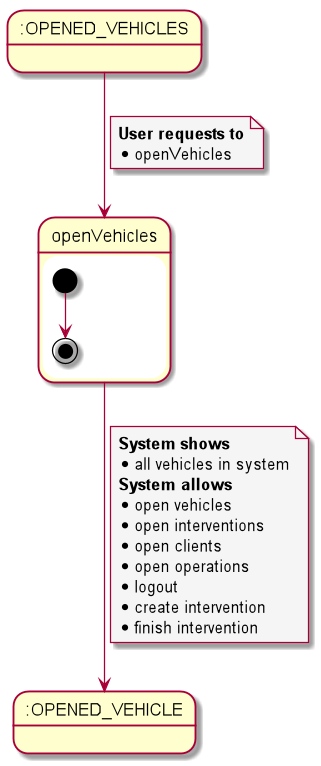 :OPENED_VEHICLES
User requests to
• openVehicles
openVehicles
System shows
• all vehicles in system
System allows
• open vehicles
• open interventions
• open clients
• open operations
• logout
• create intervention
• finish intervention
:OPENED_VEHICLE